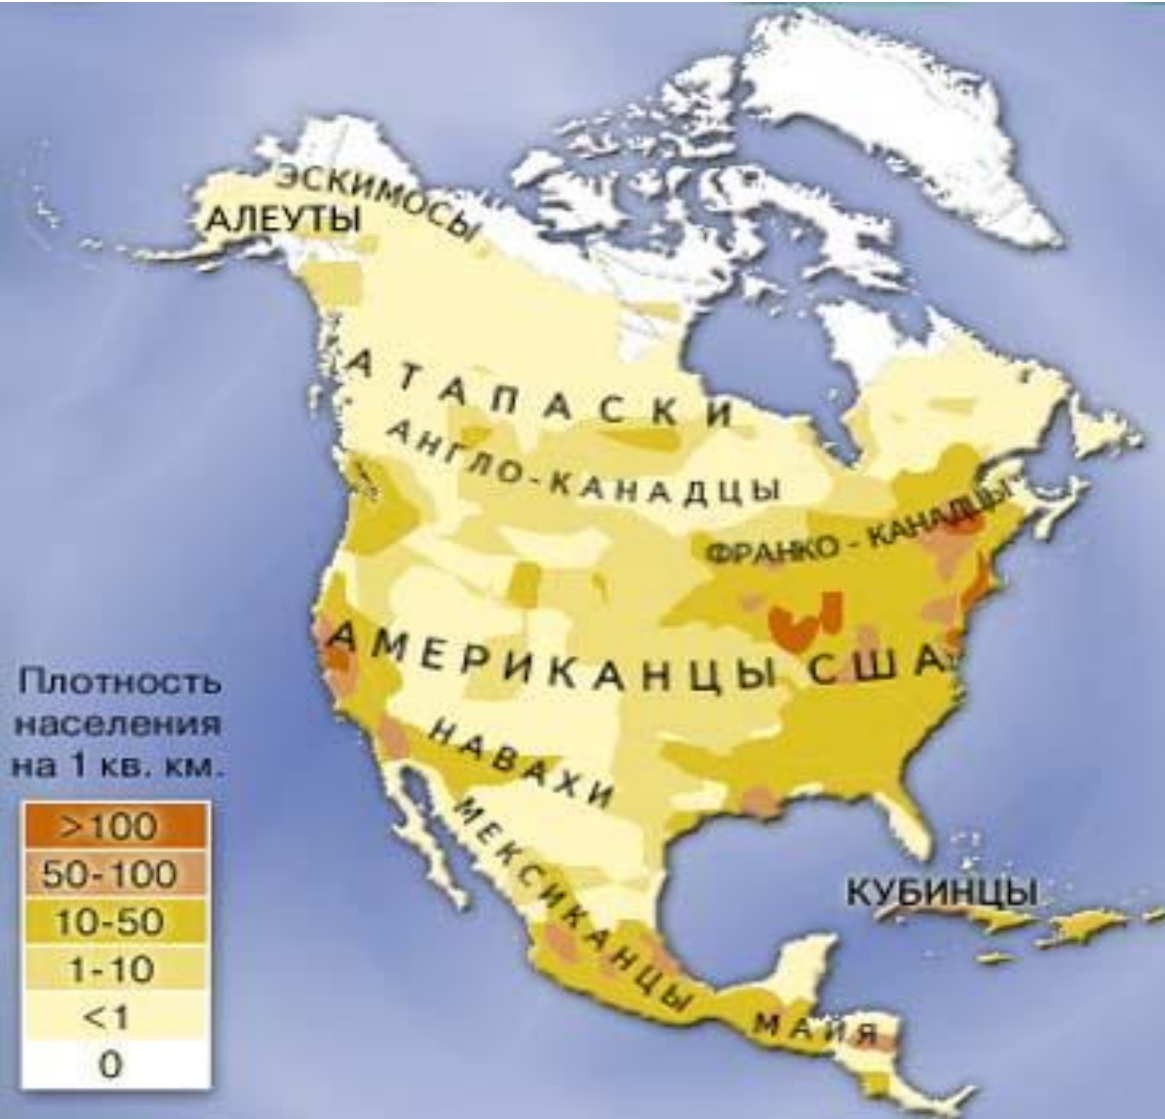 ЭСКИМОСЫ
АЛЕУТЫ
АТАПАСКИ
АНГЛО-КАНАДЦЫ
ФРАНКО - КАНАДЦЫ
АМЕРИКАНЦЫ США
НАВАХИ
МЕКСИКАНЦЫ
КУБИНЦЫ
МАЙЯ
Плотность
населения
на 1 кв. км.
>100
50-100
10-50
1-10
<1
0